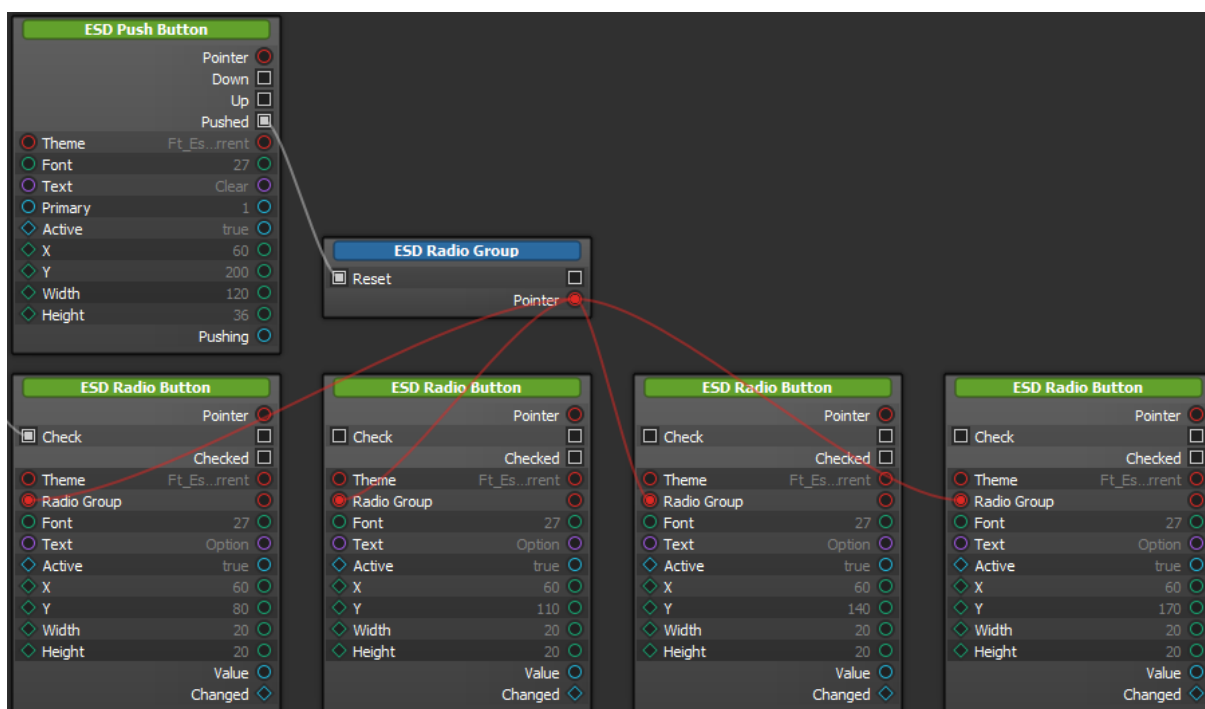 ESD Push Button
Pointer
Down
Up
Pushed
Theme Ft_Es...rrent
Font 27
Text Clear
Primary 1
Active true
X 60
Y 200
Width 120
Height 36
Pushing
ESD Radio Group
Reset
Pointer
ESD Radio Button
Pointer
Check
Checked
Theme Ft_Es...rrent
Radio Group
Font 27
Text Option
Active true
X 60
Y 80
Width 20
Height 20
Value
Changed
ESD Radio Button
Pointer
Check
Checked
Theme Ft_Es...rrent
Radio Group
Font 27
Text Option
Active true
X 60
Y 110
Width 20
Height 20
Value
Changed
ESD Radio Button
Pointer
Check
Checked
Theme Ft_Es...rrent
Radio Group
Font 27
Text Option
Active true
X 60
Y 140
Width 20
Height 20
Value
Changed
ESD Radio Button
Pointer
Check
Checked
Theme Ft_Es...rrent
Radio Group
Font 27
Text Option
Active true
X 60
Y 170
Width 20
Height 20
Value
Changed